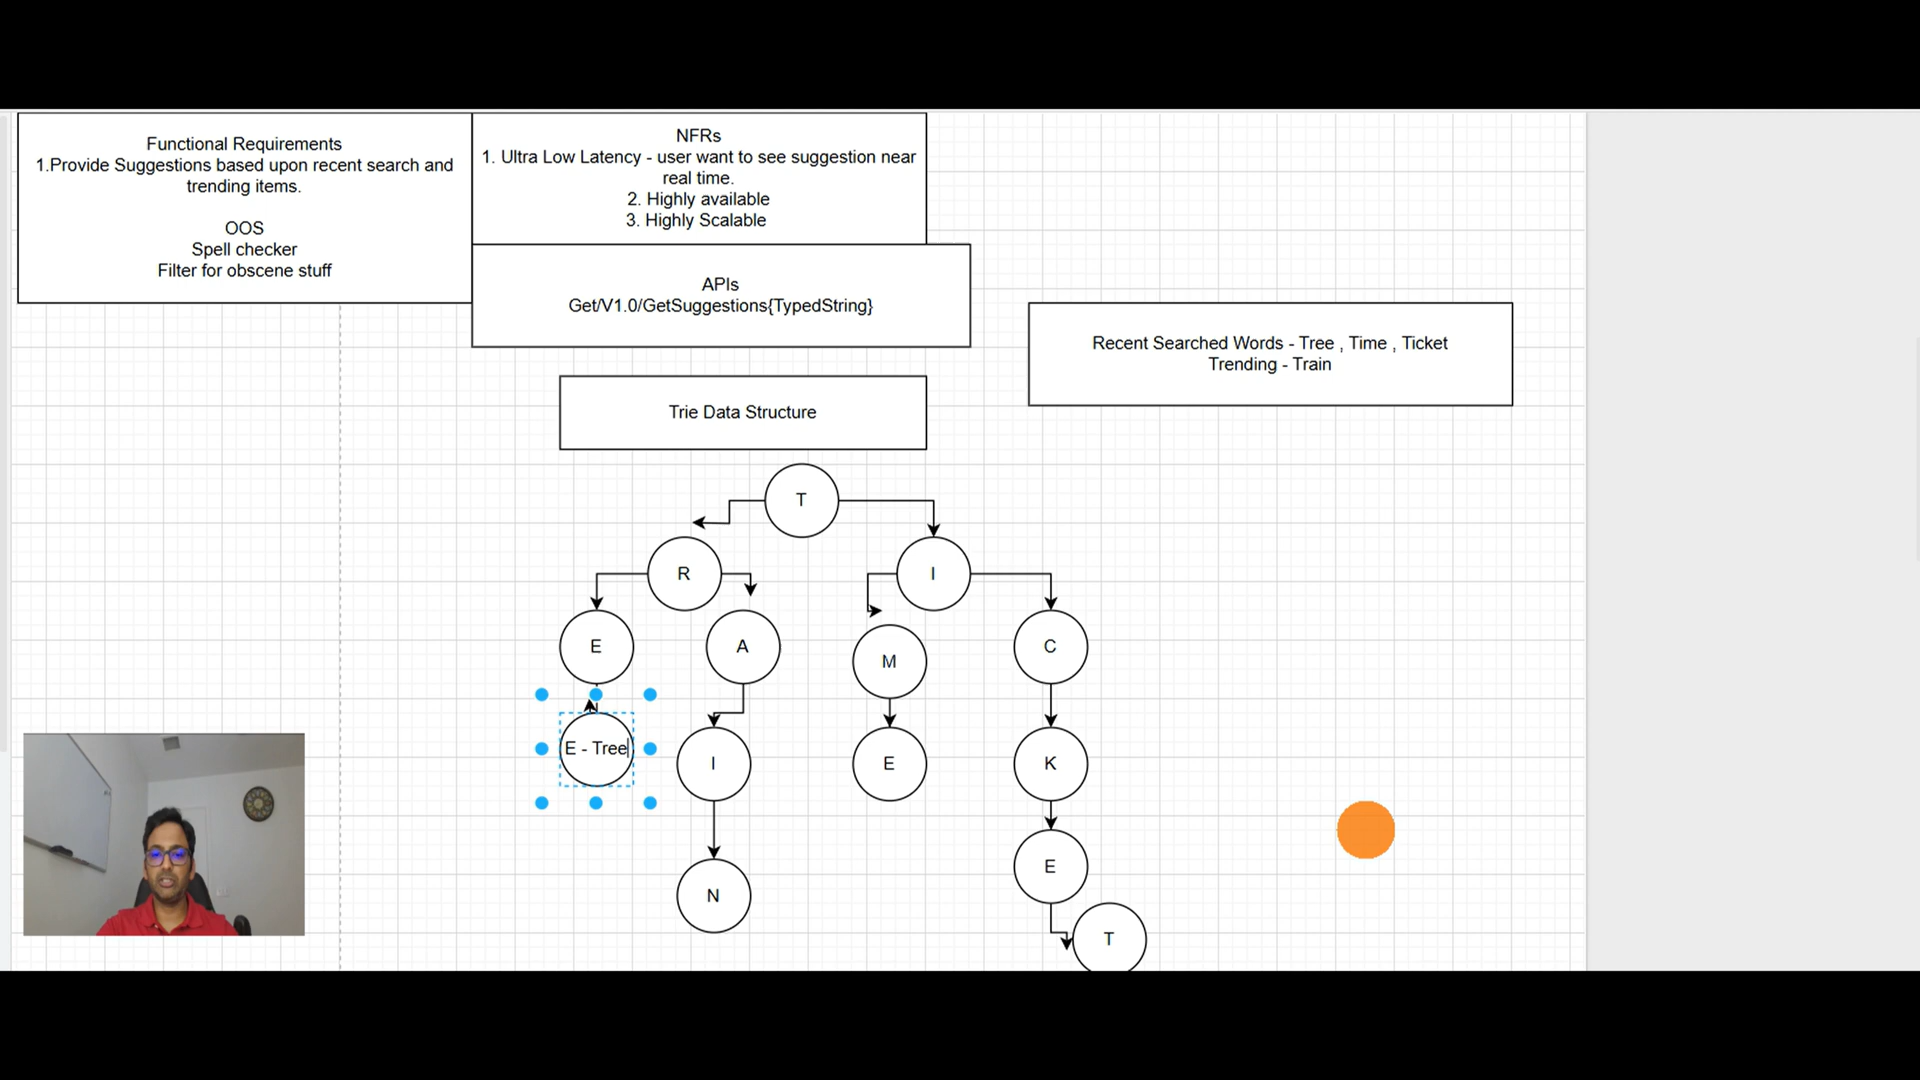 Functional Requirements
1.Provide Suggestions based upon recent search and
trending items.
OOS
Spell checker
Filter for obscene stuff
NFRs
1. Ultra Low Latency - user want to see suggestion near
real time.
2. Highly available
3. Highly Scalable
APIs
Get/V1.0/GetSuggestions{TypedString}
Recent Searched Words - Tree , Time , Ticket
Trending - Train
Trie Data Structure
T
R
I
E
A
M
C
E - Tree
I
E
K
N
E
T